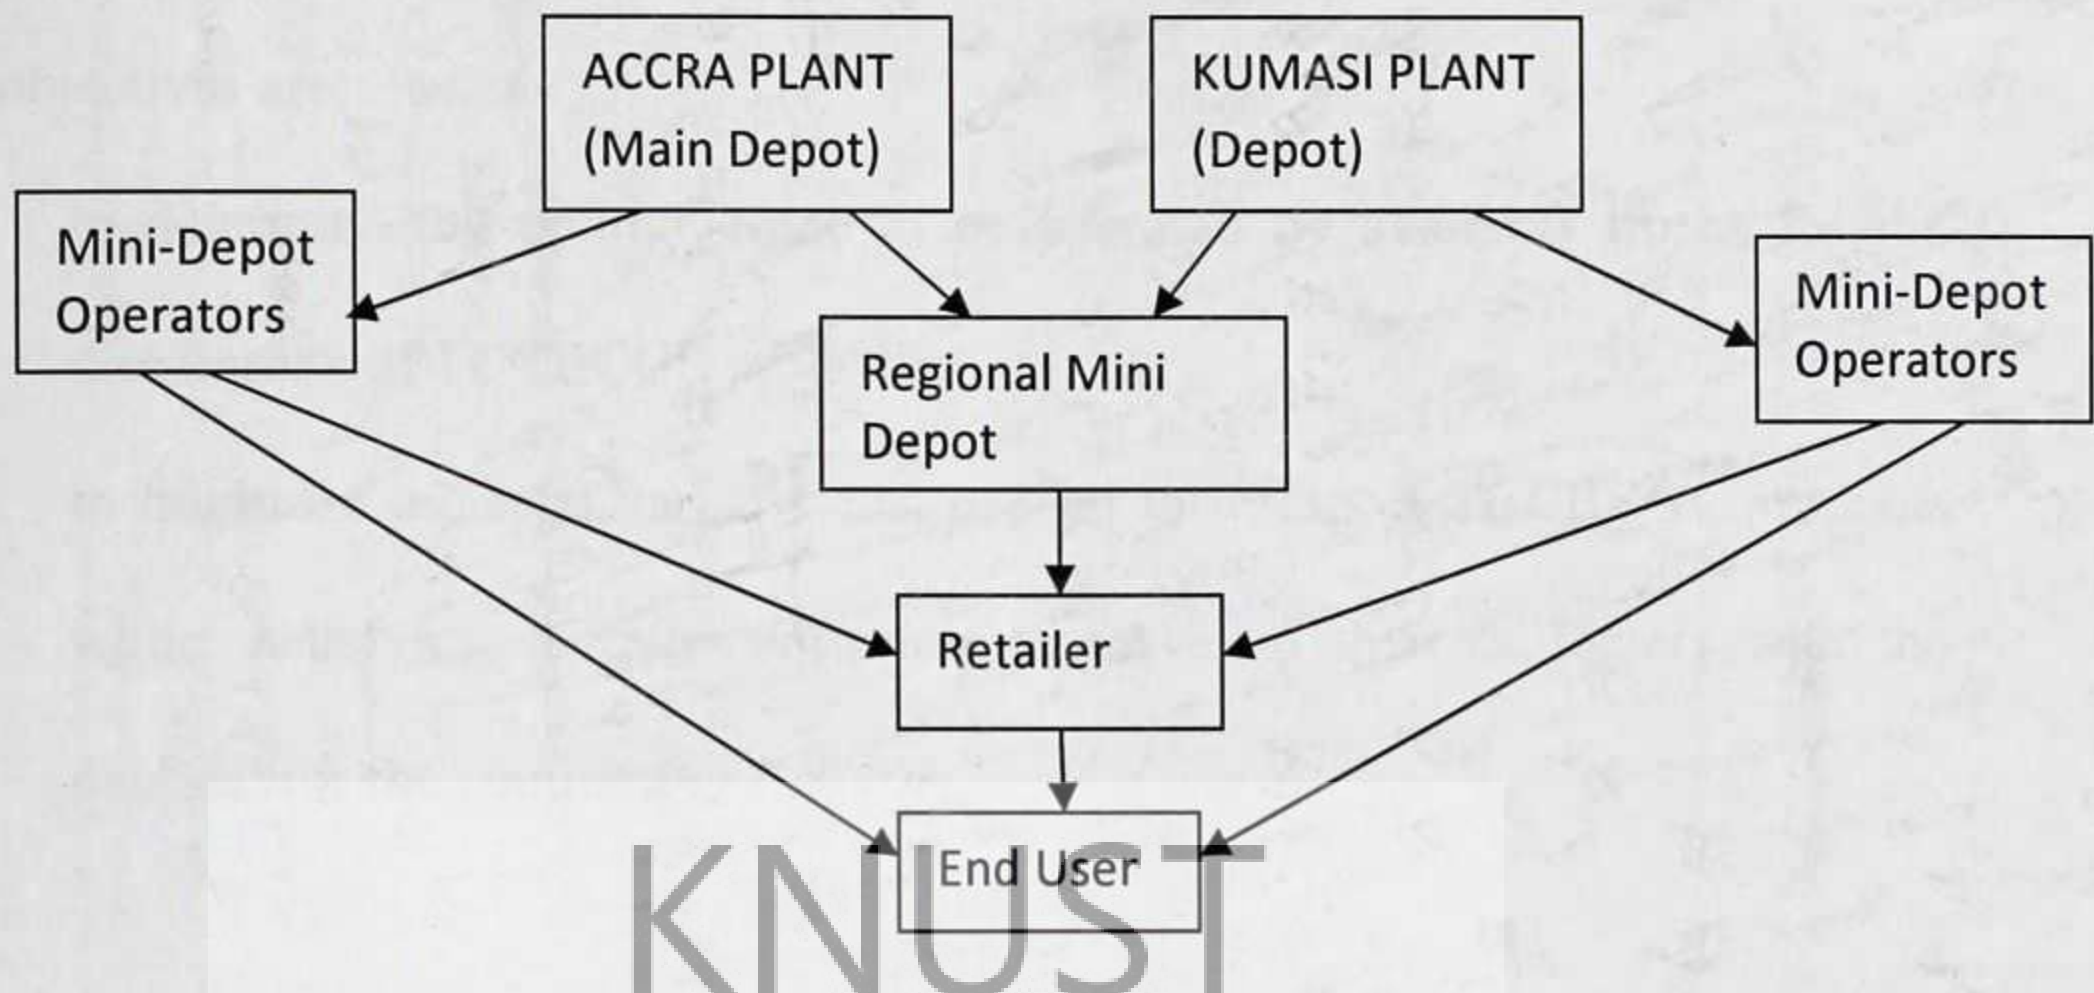 ACCRA PLANT
(Main Depot)
KUMASI PLANT
(Depot)
Mini-Depot
Operators
Mini-Depot
Operators
Regional Mini
Depot
Retailer
End User
KNUST